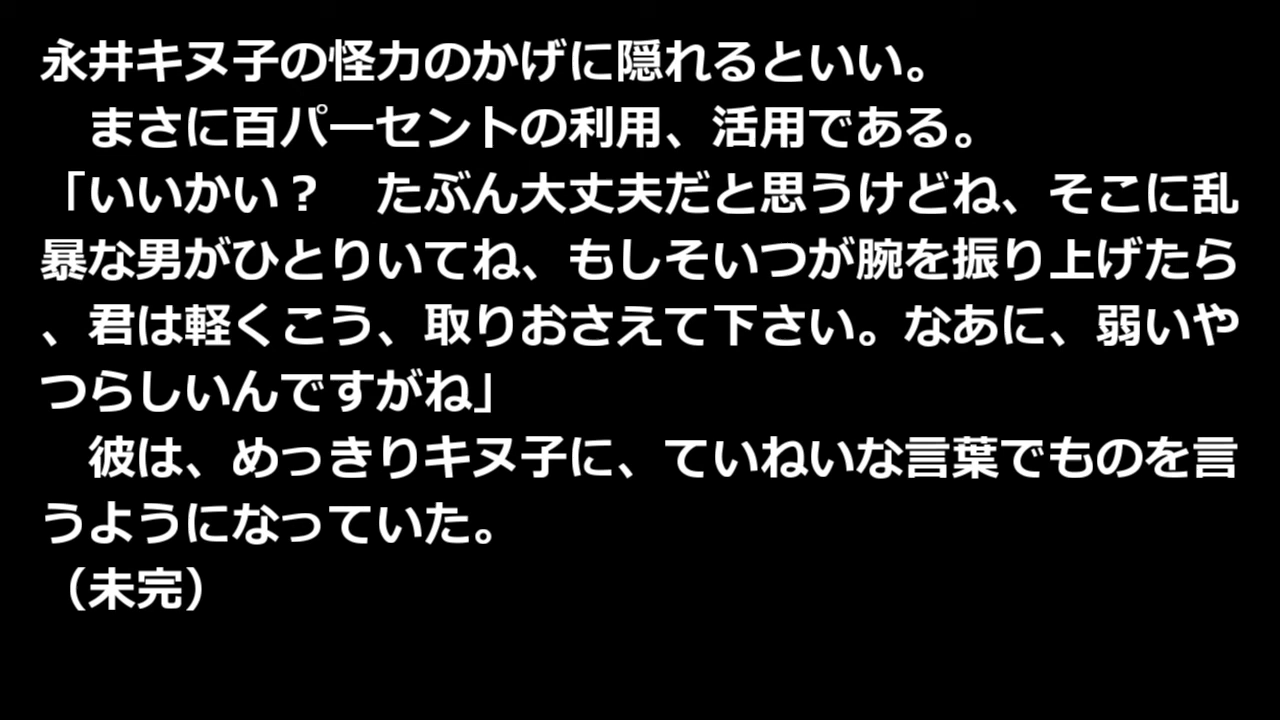 永井キヌ子の怪力のかげに隠れるといい。
　まさに百パーセントの利用、活用である。
「いいかい？　たぶん大丈夫だと思うけどね、そこに乱
暴な男がひとりいてね、もしそいつが腕を振り上げたら
、君は軽くこう、取りおさえて下さい。なあに、弱いや
つらしいんですがね」
　彼は、めっきりキヌ子に、ていねいな言葉でものを言
うようになっていた。
（未完）